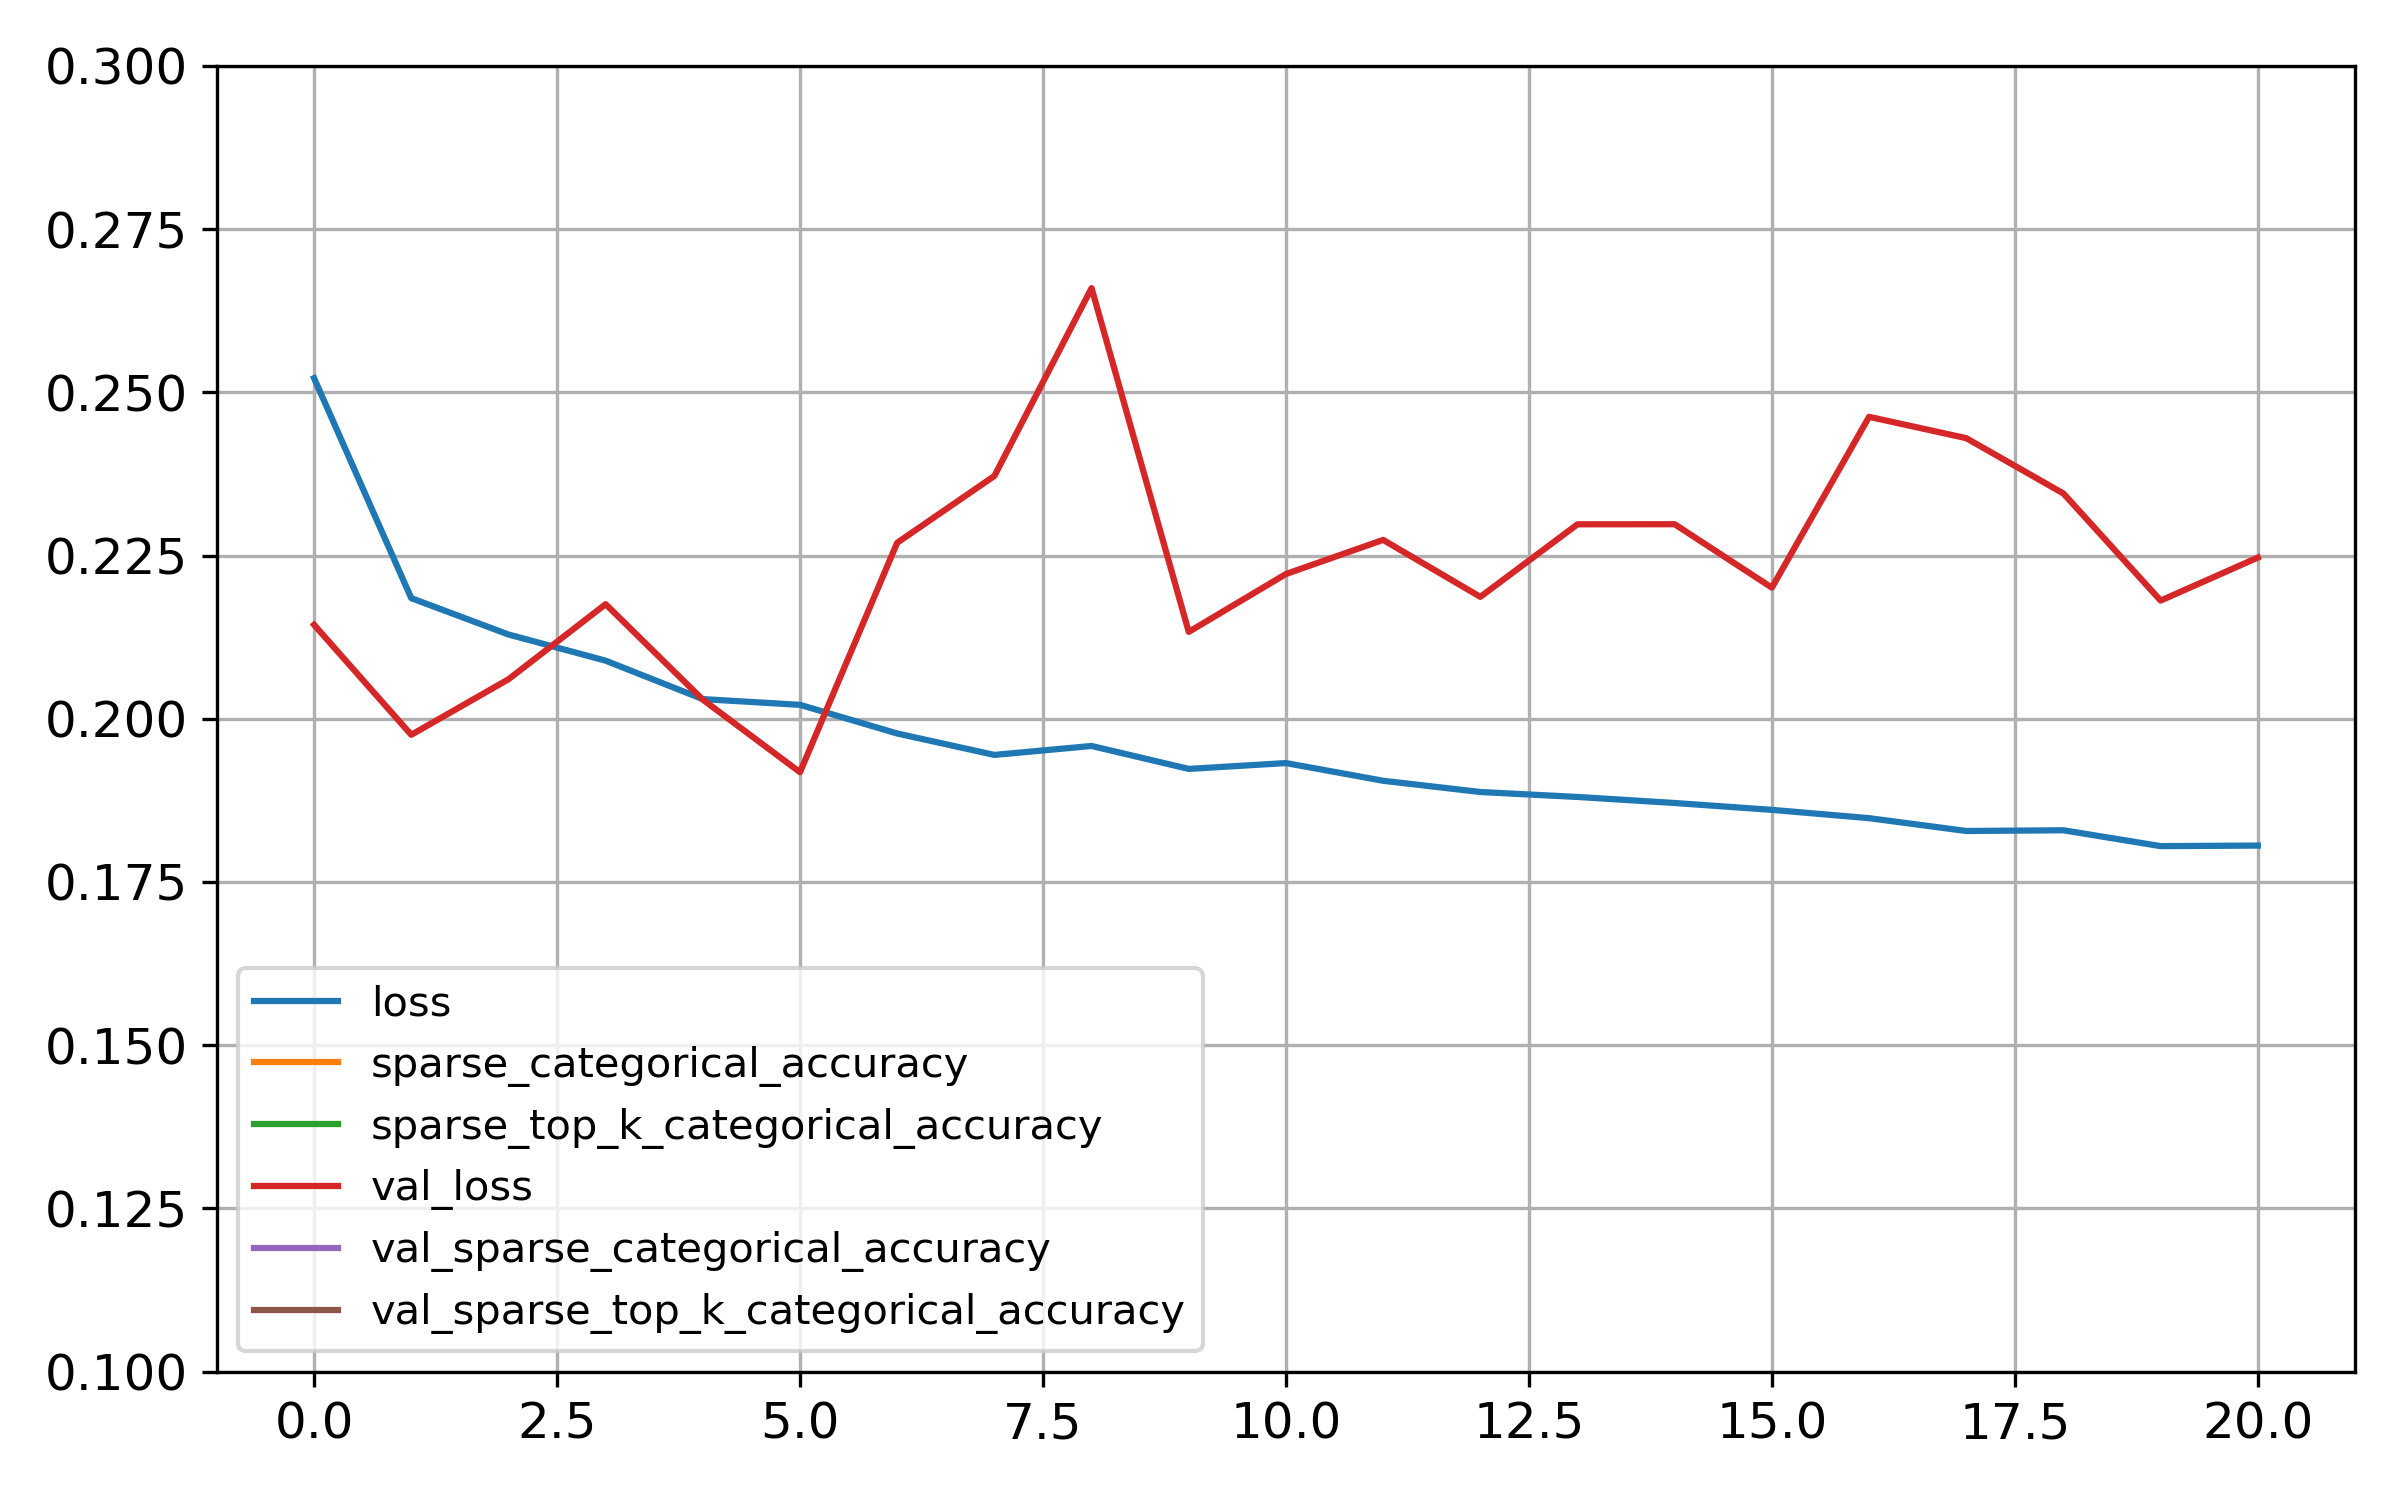 0.300
0.275
0.250
0.225
0.200
0.175
0.150
0.125
0.100
loss
sparse_categorical_accuracy
sparse_top_k_categorical_accuracy
val_loss
val_sparse_categorical_accuracy
val_sparse_top_k_categorical_accuracy
0.0 2.5 5.0 7.5 10.0 12.5 15.0 17.5 20.0